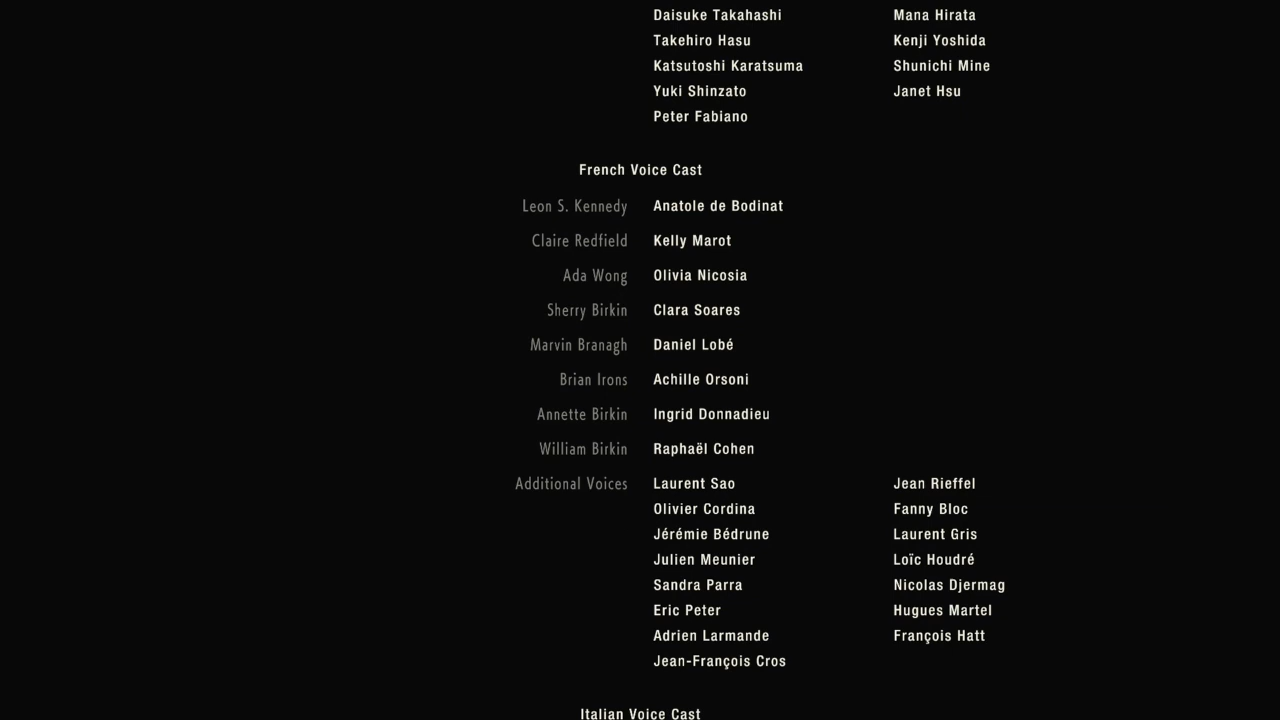 Daisuke Takahashi Mana Hirata
Takehiro Hasu Kenji Yoshida
Katsutoshi Karatsuma Shunichi Mine
Yuki Shinzato Janet Hsu
Peter Fabiano
French Voice Cast
Leon S. Kennedy Anatole de Bodinat
Claire Redfield Kelly Marot
Ada Wong Olivia Nicosia
Sherry Birkin Clara Soares
Marvin Branagh Daniel Lobé
Brian Irons Achille Orsoni
Annette Birkin Ingrid Donnadieu
William Birkin Raphaël Cohen
Additional Voices Laurent Sao Jean Rieffel
Olivier Cordina Fanny Bloc
Jérémie Bédrune Laurent Gris
Julien Meunier Loïc Houdré
Sandra Parra Nicolas Djermag
Eric Peter Hugues Martel
Adrien Larmande François Hatt
Jean-François Cros
Italian Voice Cast